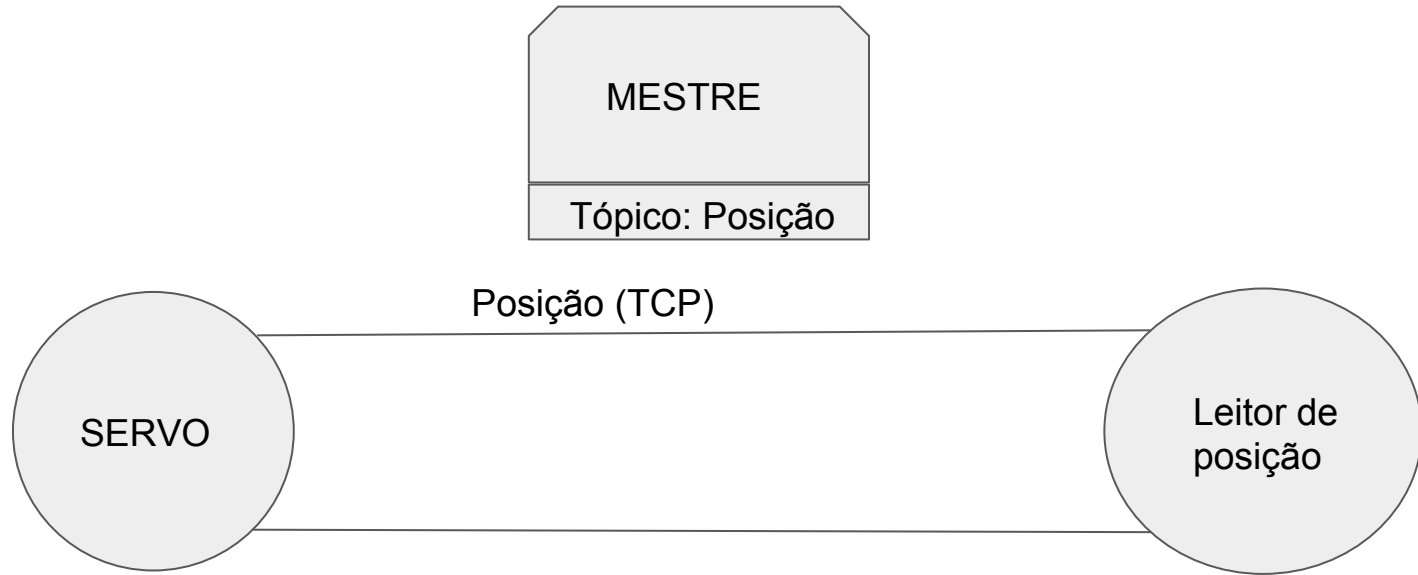 MESTRE
Tópico: Posição
Posição (TCP)
SERVO
Leitor de
posição